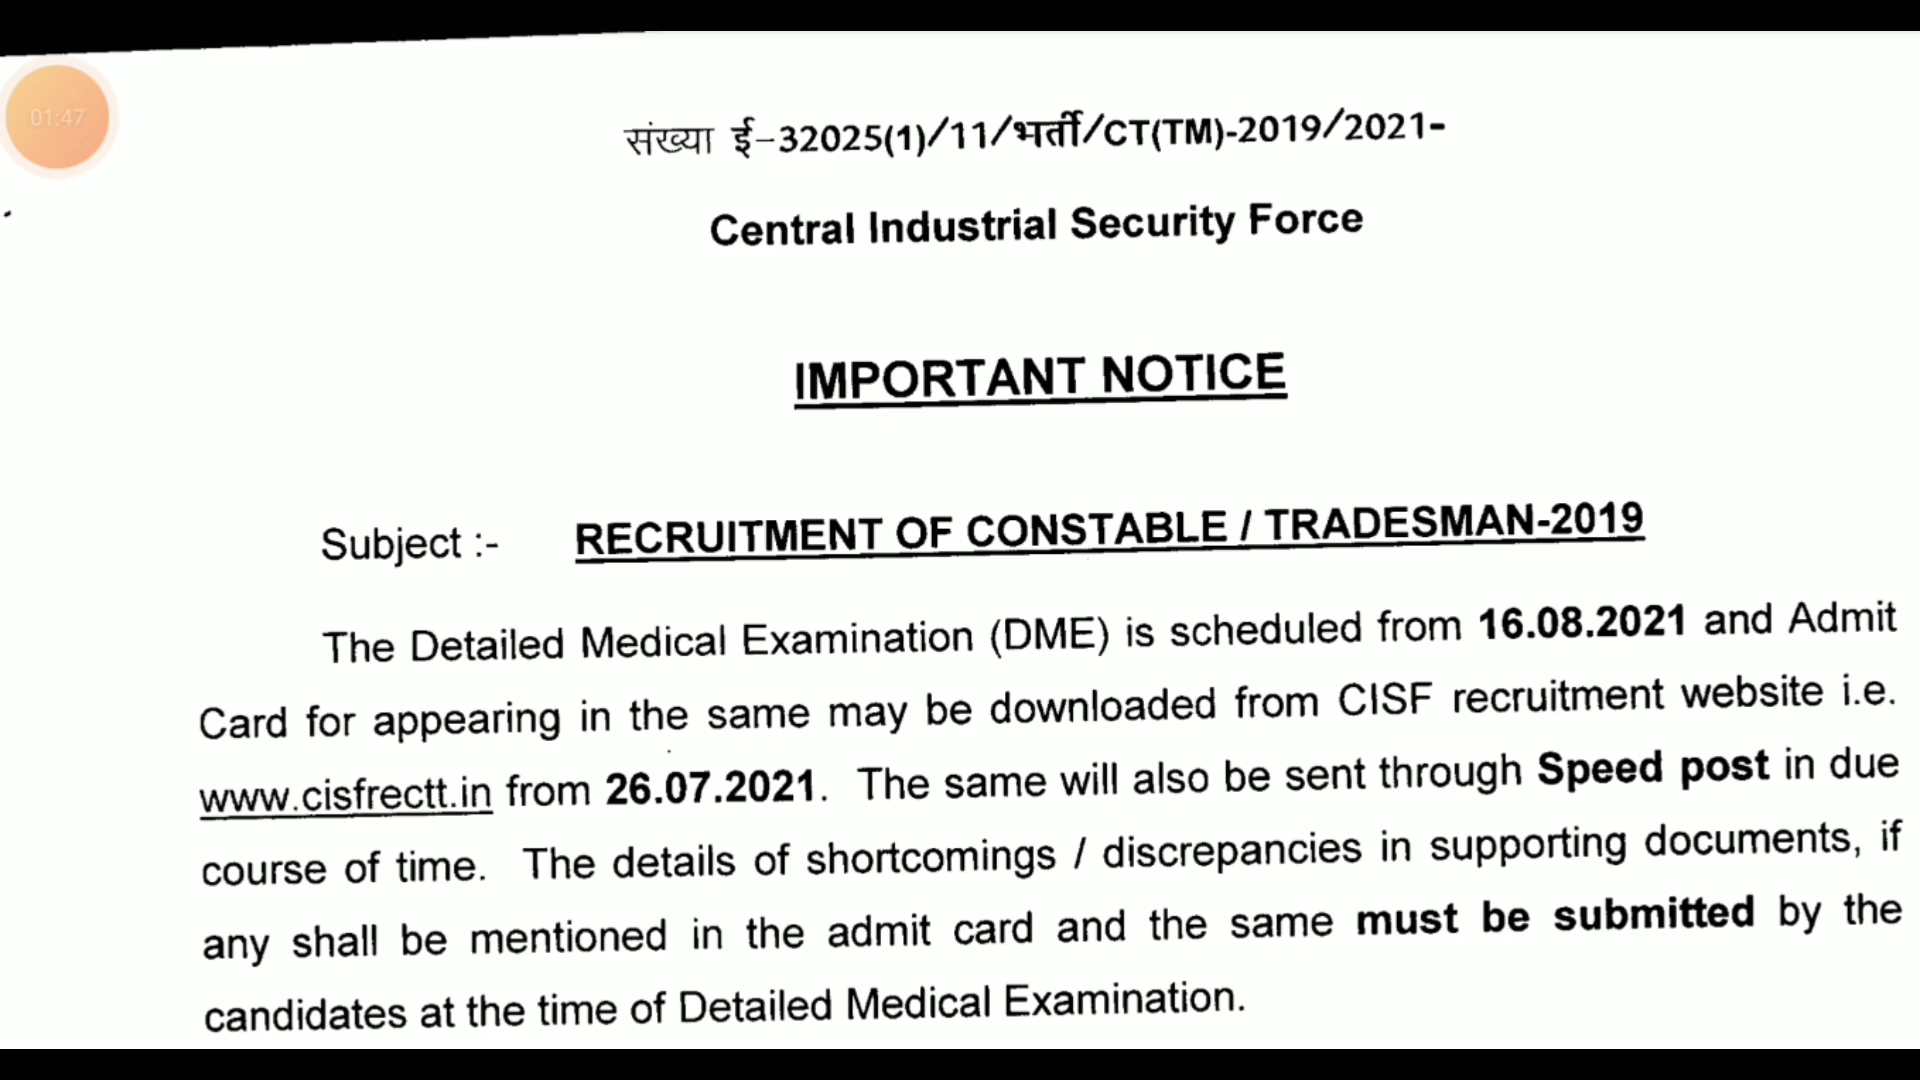 01:47
संख्या ई-32025(1)/11/भर्ती/CT(TM)-2019/2021-
Central Industrial Security Force
IMPORTANT NOTICE
Subject :- RECRUITMENT OF CONSTABLE / TRADESMAN-2019
The Detailed Medical Examination (DME) is scheduled from 16.08.2021 and Admit
Card for appearing in the same may be downloaded from CISF recruitment website i.e.
www.cisfrectt.in from 26.07.2021. The same will also be sent through Speed post in due
course of time. The details of shortcomings / discrepancies in supporting documents, if
any shall be mentioned in the admit card and the same must be submitted by the
candidates at the time of Detailed Medical Examination.